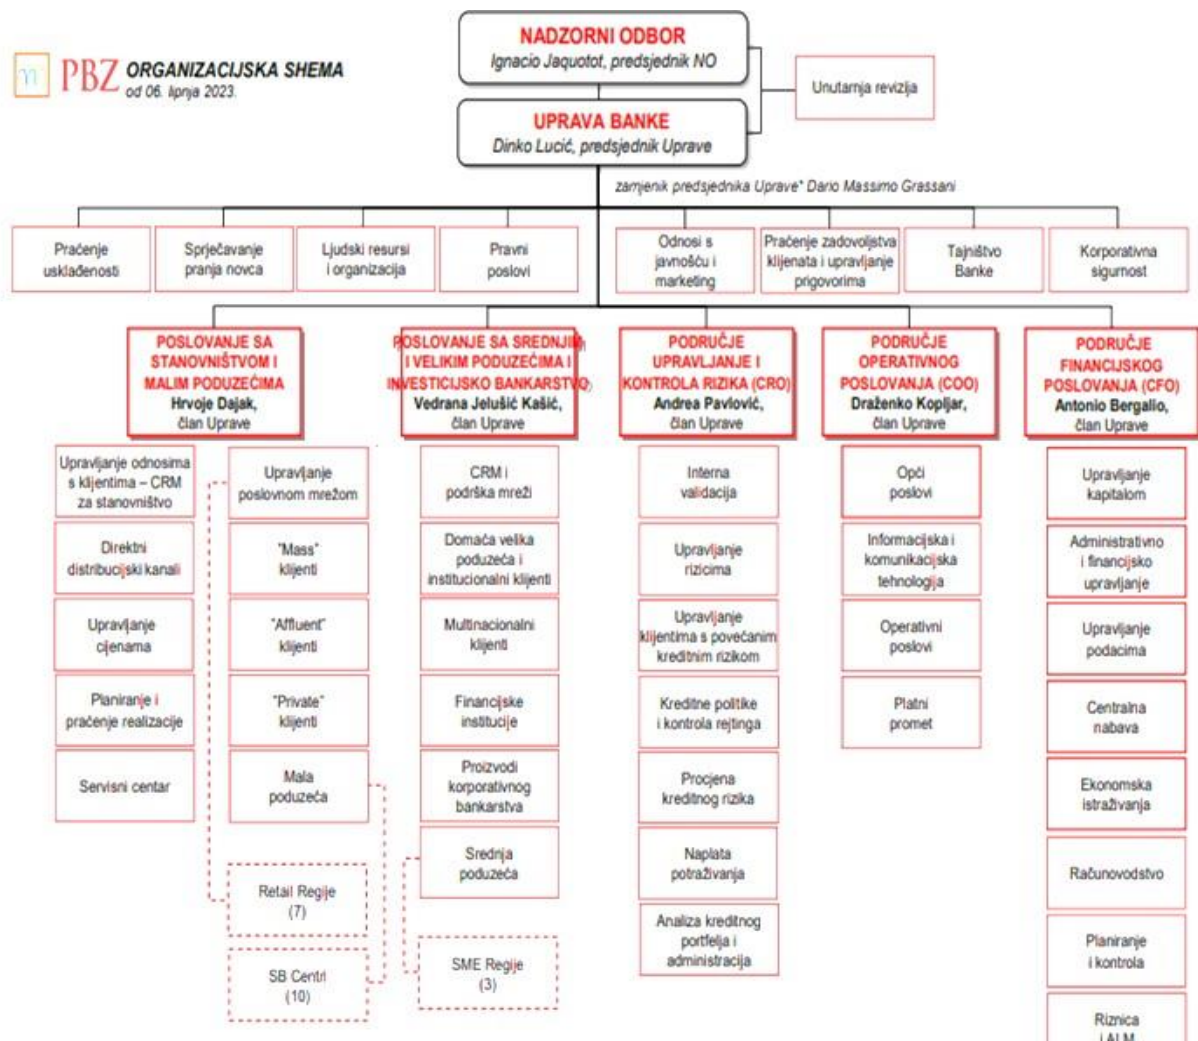 PBZ ORGANIZACIJSKA SHEMA
od 06. lipnja 2023.
NADZORNI ODBOR
Ignacio Jaquotot, predsjednik NO
Unutarnja revizija
UPRAVA BANKE
Dinko Lucić, predsjednik Uprave
zamjenik predsjednika Uprave* Dario Massimo Grassani
Praćenje
usklađenosti
Sprječavanje
pranja novca
Ljudski resursi
i organizacija
Pravni
poslovi
Odnosi s
javnošću i
marketing
Praćenje zadovoljstva
klijenata i upravljanje
prigovorima
Tajništvo
Banke
Korporativna
sigurnost
POSLOVANJE SA
STANOVNIŠTVOM I
MALIM PODUZEĆIMA
Hrvoje Dajak,
član Uprave
Upravljanje odnosima
s klijentima – CRM
za stanovništvo
Direktni
distribucijski kanali
Upravljanje
cijenama
Planiranje i
praćenje realizacije
Servisni centar
Upravljanje
poslovnom mrežom
"Mass"
klijenti
"Affluent"
klijenti
"Private"
klijenti
Mala
poduzeća
Retail Regije
(7)
SB Centri
(10)
POSLOVANJE SA SREDNJIM
I VELIKIM PODUZEĆIMA I
INVESTICIJSKO BANKARSTVO
Vedrana Jelušić Kašić,
član Uprave
CRM i
podrška mreži
Domaća velika
poduzeća i
institucionalni klijenti
Multinacionalni
klijenti
Financijske
institucije
Proizvodi
korporativnog
bankarstva
Srednja
poduzeća
SME Regije
(3)
PODRUČJE
UPRAVLJANJE I
KONTROLA RIZIKA (CRO)
Andrea Pavlović,
član Uprave
Interna
validacija
Upravljanje
rizicima
Upravljanje
klijentima s povećanim
kreditnim rizikom
Kreditne politike
i kontrola rejtinga
Procjena
kreditnog rizika
Naplata
potraživanja
Analiza kreditnog
portfelja i
administracija
PODRUČJE
OPERATIVNOG
POSLOVANJA (COO)
Draženko Kopljar,
član Uprave
Opći
poslovi
Informacijska i
komunikacijska
tehnologija
Operativni
poslovi
Platni
promet
PODRUČJE
FINANCIJSKOG
POSLOVANJA (CFO)
Antonio Bergalio,
član Uprave
Upravljanje
kapitalom
Administrativno
i financijsko
upravljanje
Upravljanje
podacima
Centralna
nabava
Ekonomska
istraživanja
Računovodstvo
Planiranje
i kontrola
Riznica
i ALM